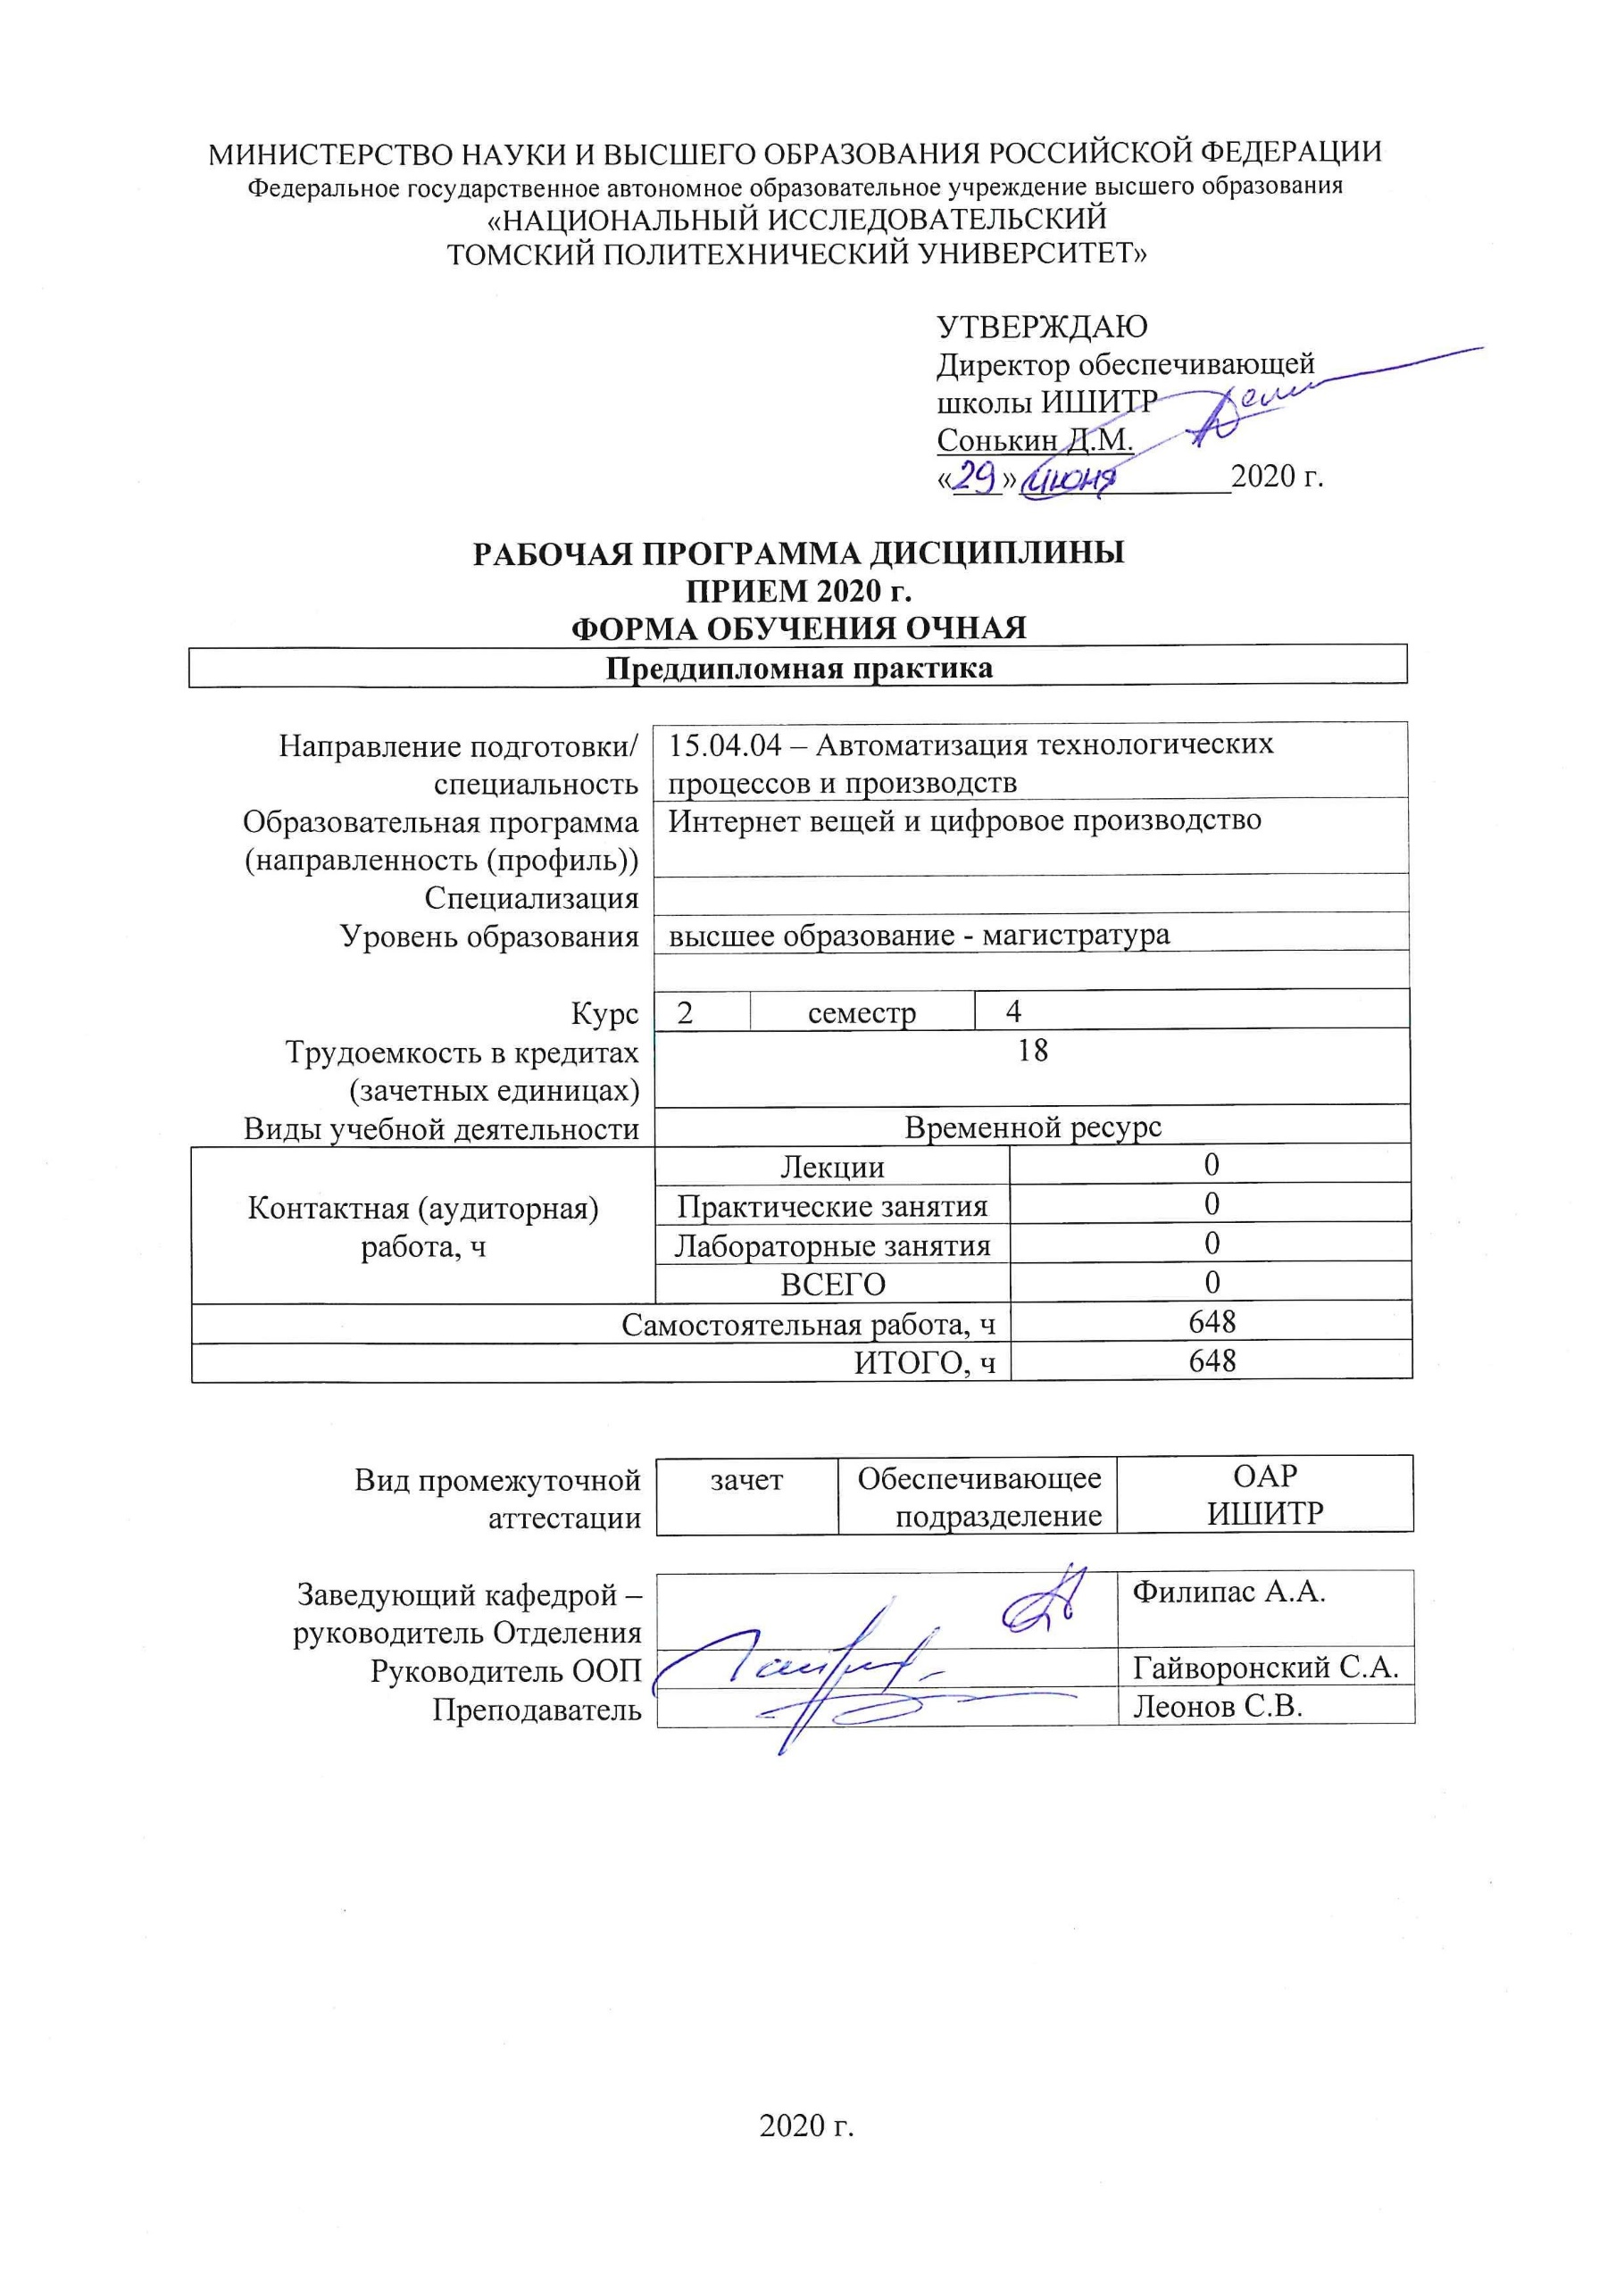 МИНИСТЕРСТВО НАУКИ И ВЫСШЕГО ОБРАЗОВАНИЯ РОССИЙСКОЙ ФЕДЕРАЦИИ
Федеральное государственное автономное образовательное учреждение высшего образования
«НАЦИОНАЛЬНЫЙ ИССЛЕДОВАТЕЛЬСКИЙ
ТОМСКИЙ ПОЛИТЕХНИЧЕСКИЙ УНИВЕРСИТЕТ»
УТВЕРЖДАЮ
Директор обеспечивающей
школы ИШИТР
Сонькин Д.М.
«29» июня 2020 г.
РАБОЧАЯ ПРОГРАММА ДИСЦИПЛИНЫ
ПРИЕМ 2020 г.
ФОРМА ОБУЧЕНИЯ ОЧНАЯ
Преддипломная практика
Направление подготовки/ 15.04.04 – Автоматизация технологических
специальность процессов и производств
Образовательная программа Интернет вещей и цифровое производство
(направленность (профиль))
Специализация
Уровень образования высшее образование - магистратура
Курс 2 семестр 4
Трудоемкость в кредитах 18
(зачетных единицах)
Виды учебной деятельности Временной ресурс
Лекции 0
Контактная (аудиторная) Практические занятия 0
работа, ч Лабораторные занятия 0
ВСЕГО 0
Самостоятельная работа, ч 648
ИТОГО, ч 648
Вид промежуточной зачет Обеспечивающее ОАР
аттестации подразделение ИШИТР
Заведующий кафедрой – Филипас А.А.
руководитель Отделения
Руководитель ООП Гайворонский С.А.
Преподаватель Леонов С.В.
2020 г.